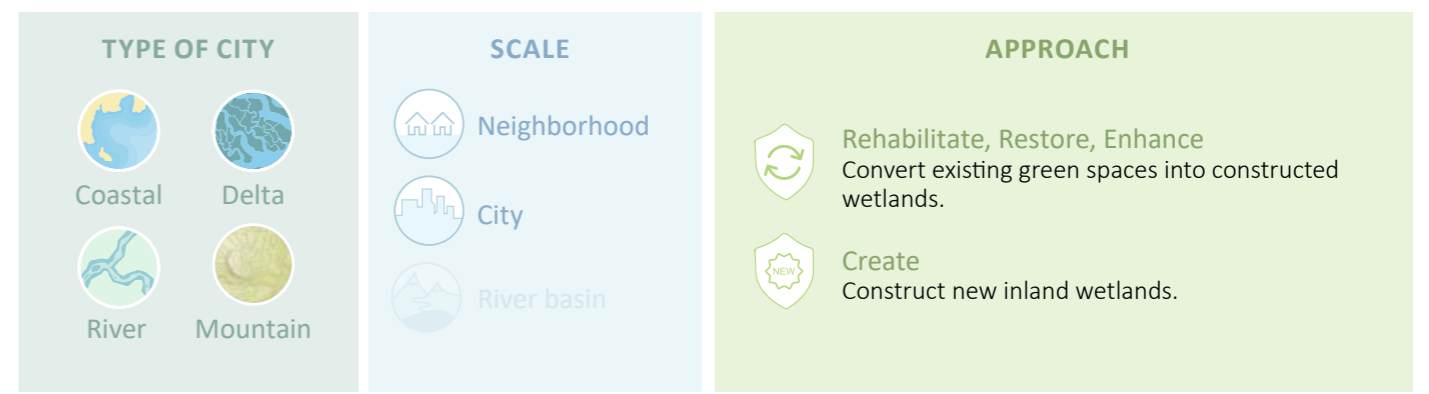 TYPE OF CITY
Coastal
Delta
River
Mountain
SCALE
Neighborhood
City
River basin
APPROACH
Rehabilitate, Restore, Enhance
Convert existing green spaces into constructed
wetlands.
NEW
Create
Construct new inland wetlands.